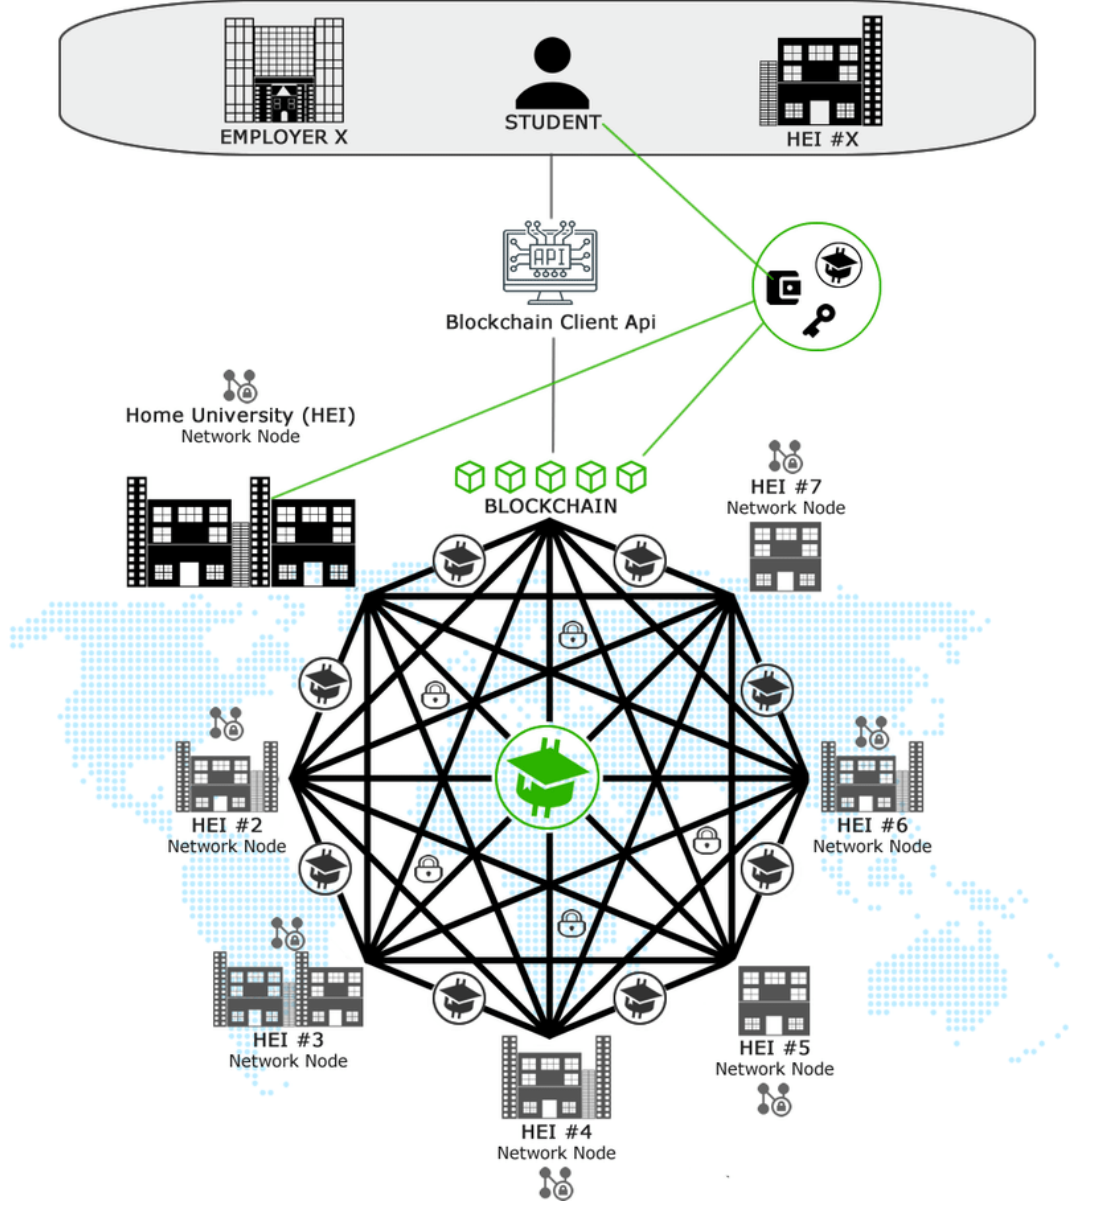 EMPLOYER X
STUDENT
HEI #X
API
Blockchain Client Api
Home University (HEI)
Network Node
BLOCKCHAIN
HEI #7
Network Node
HEI #2
Network Node
HEI #6
Network Node
HEI #3
Network Node
HEI #5
Network Node
HEI #4
Network Node